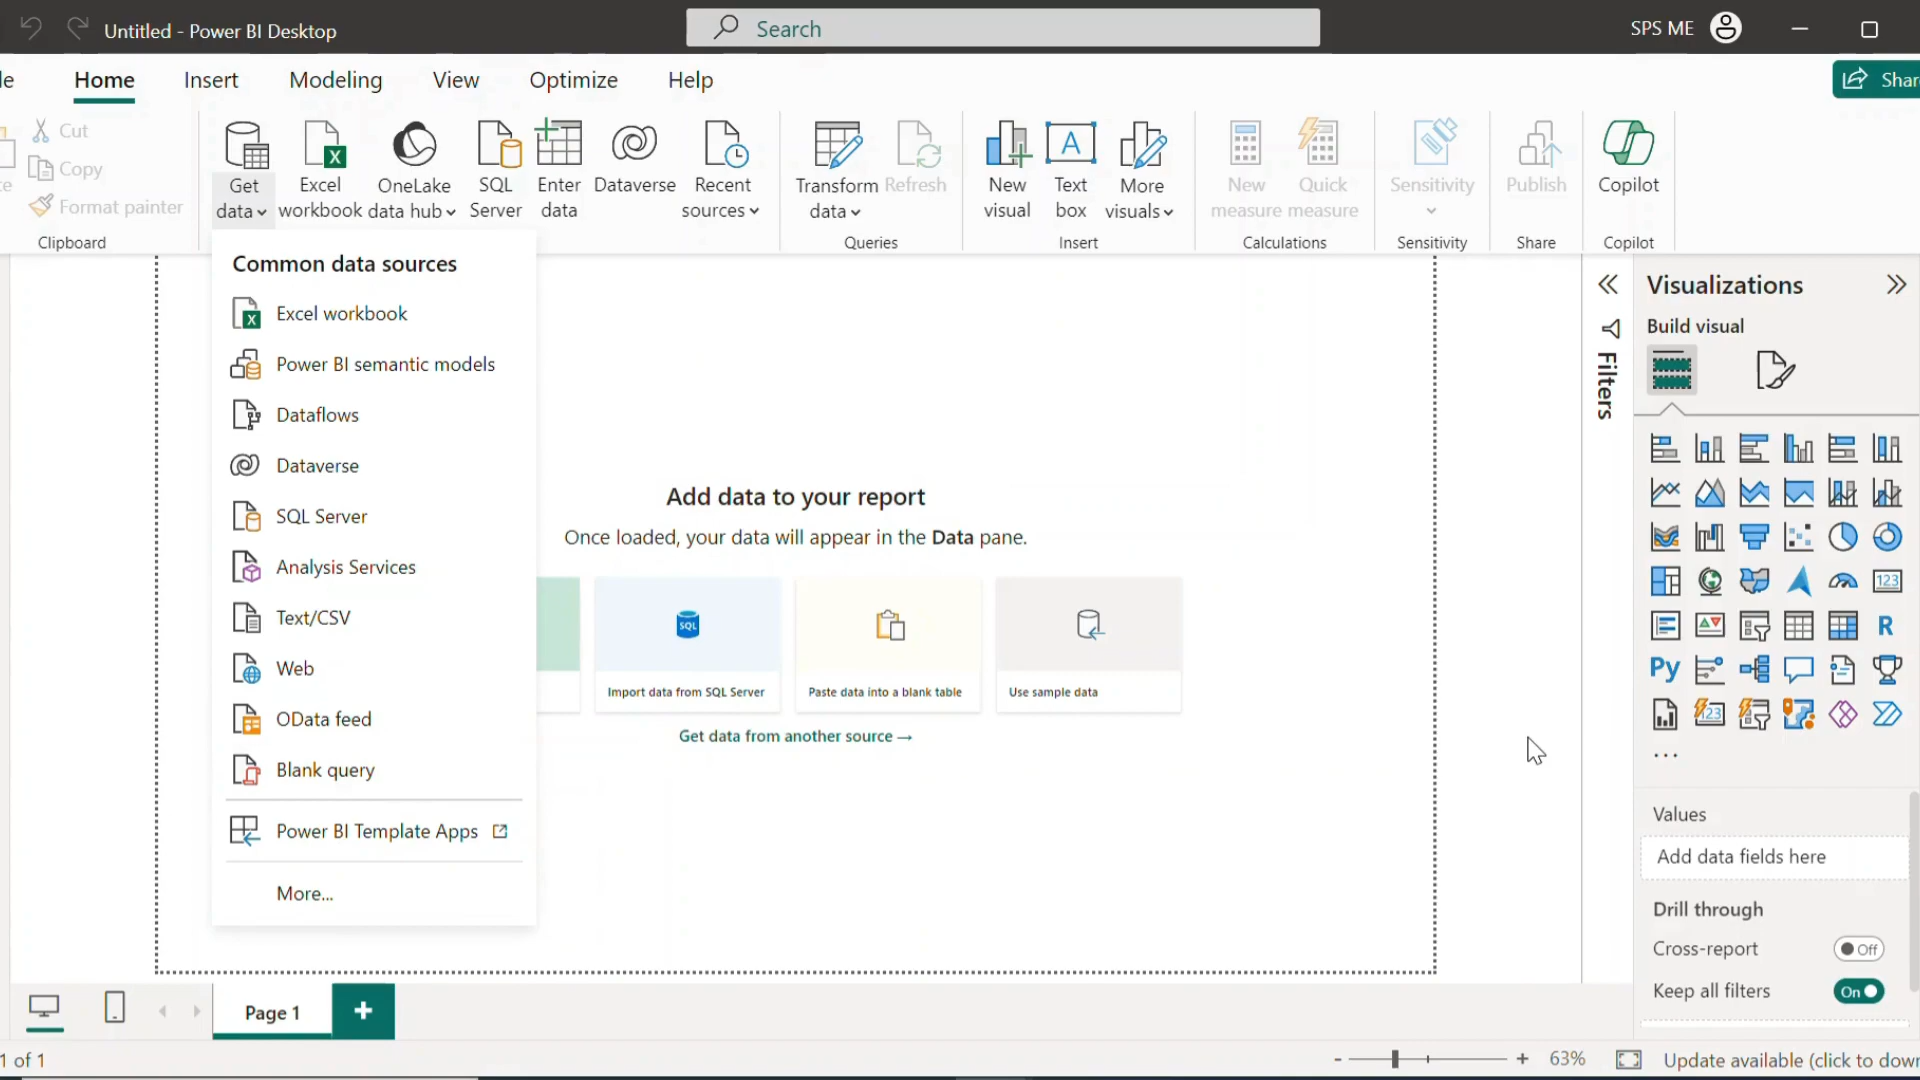 Untitled - Power BI Desktop
Search
SPS ME
Home
Insert
Modeling
View
Optimize
Help
Cut
Copy
Format painter
Clipboard
Get data
Excel workbook
OneLake data hub
SQL Server
Enter data
Dataverse
Recent sources
Transform data
Refresh
Queries
New visual
Text box
More visuals
Insert
New measure
Quick measure
Calculations
Sensitivity
Sensitivity
Publish
Share
Copilot
Copilot
Common data sources
Excel workbook
Power BI semantic models
Dataflows
Dataverse
SQL Server
Analysis Services
Text/CSV
Web
OData feed
Blank query
Power BI Template Apps
More...
Add data to your report
Once loaded, your data will appear in the Data pane.
SQL
Import data from SQL Server
Paste data into a blank table
Use sample data
Get data from another source →
Filters
Visualizations
Build visual
123
R
Py
123
...
Values
Add data fields here
Drill through
Cross-report
Off
Keep all filters
On
Page 1
1 of 1
- + 63%
Update available (click to